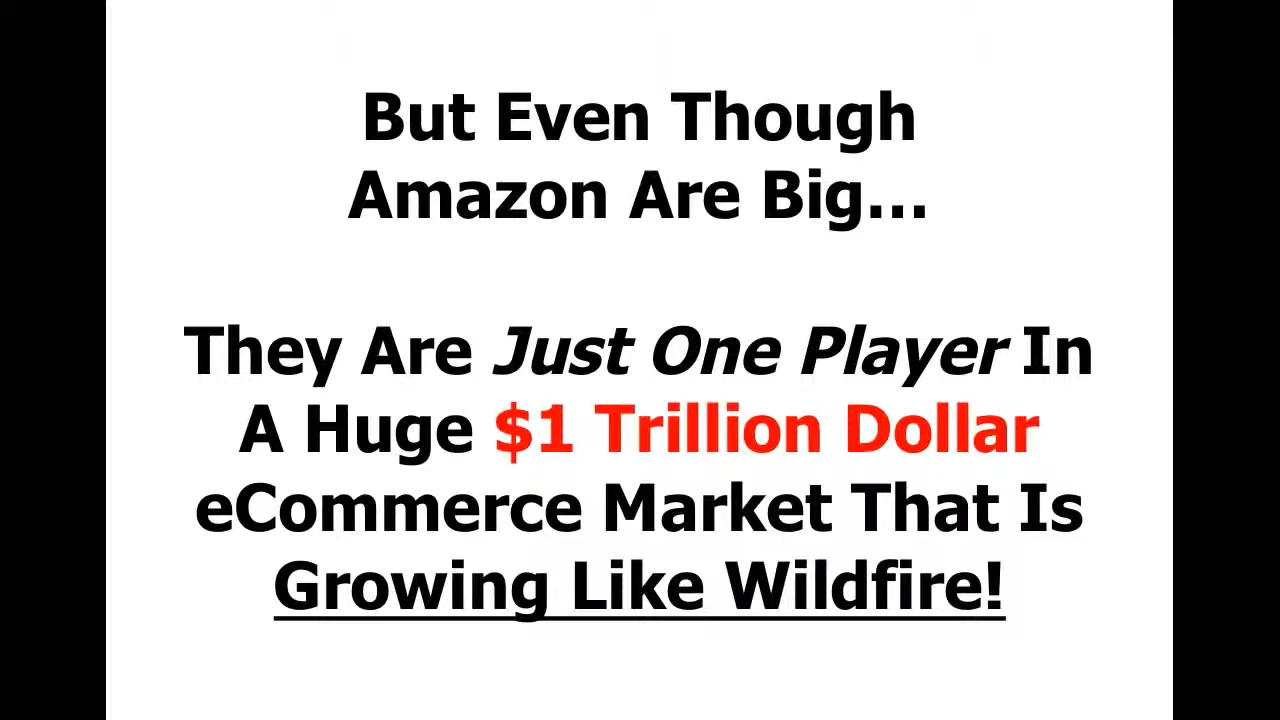 But Even Though
Amazon Are Big...
They Are Just One Player In
A Huge $1 Trillion Dollar
eCommerce Market That Is
Growing Like Wildfire!